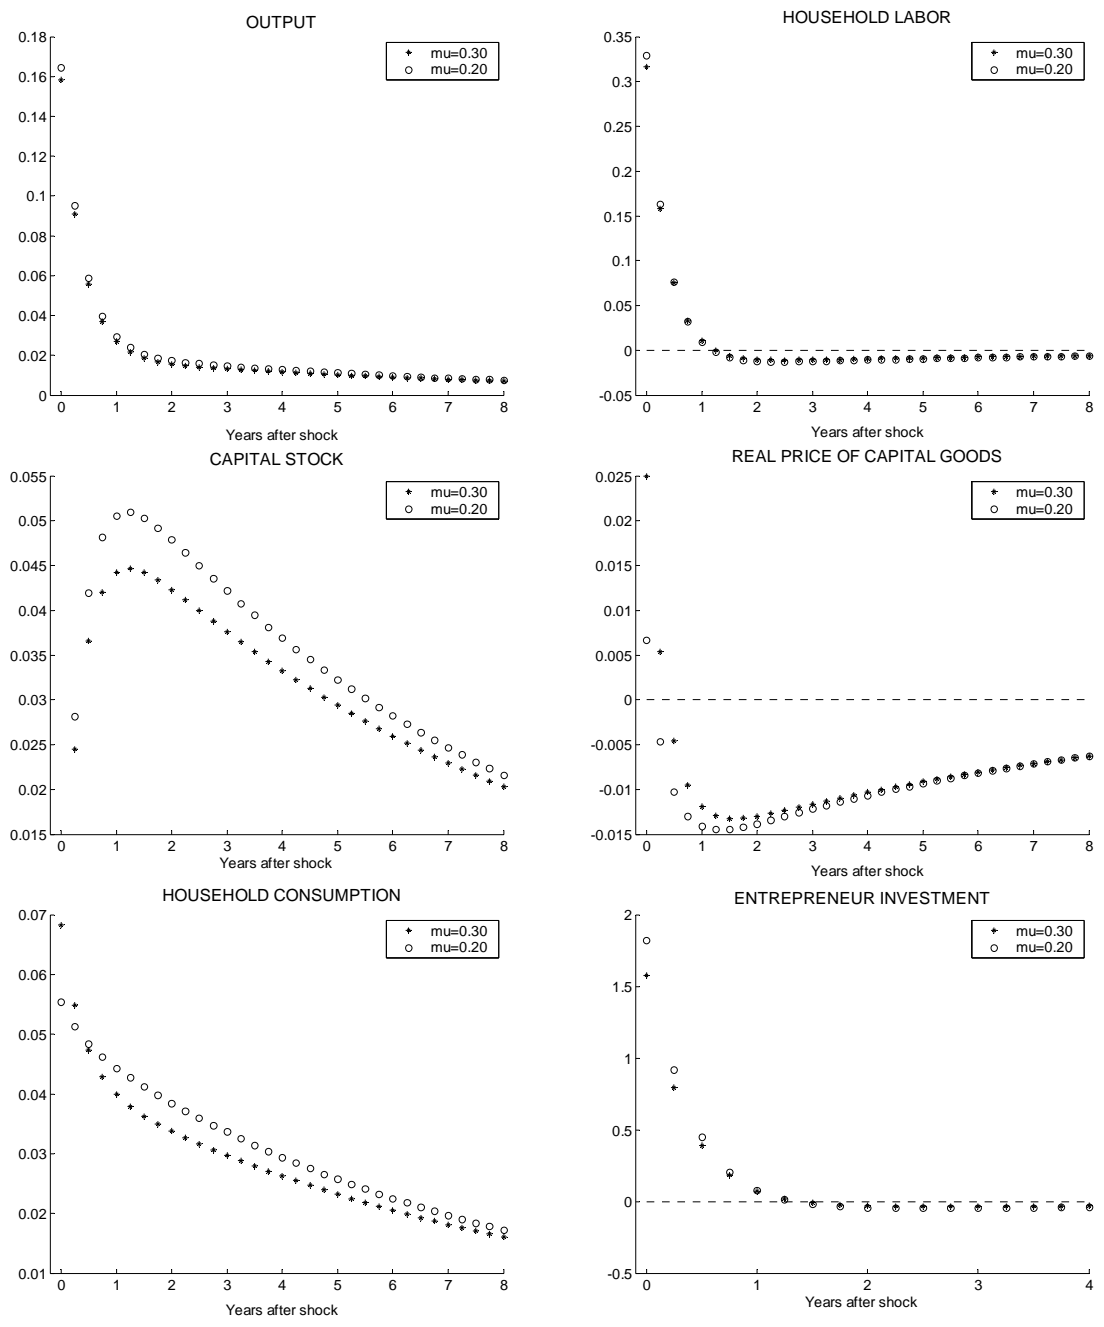 OUTPUT
0.18
0.16
0.14
0.12
0.1
0.08
0.06
0.04
0.02
0
mu=0.30
mu=0.20
0 1 2 3 4 5 6 7 8
Years after shock
HOUSEHOLD LABOR
0.35
0.3
0.25
0.2
0.15
0.1
0.05
0
-0.05
mu=0.30
mu=0.20
0 1 2 3 4 5 6 7 8
Years after shock
CAPITAL STOCK
0.055
0.05
0.045
0.04
0.035
0.03
0.025
0.02
0.015
mu=0.30
mu=0.20
0 1 2 3 4 5 6 7 8
Years after shock
REAL PRICE OF CAPITAL GOODS
0.025
0.02
0.015
0.01
0.005
0
-0.005
-0.01
-0.015
mu=0.30
mu=0.20
0 1 2 3 4 5 6 7 8
Years after shock
HOUSEHOLD CONSUMPTION
0.07
0.06
0.05
0.04
0.03
0.02
0.01
mu=0.30
mu=0.20
0 1 2 3 4 5 6 7 8
Years after shock
ENTREPRENEUR INVESTMENT
2
1.5
1
0.5
0
-0.5
mu=0.30
mu=0.20
0 1 2 3 4
Years after shock